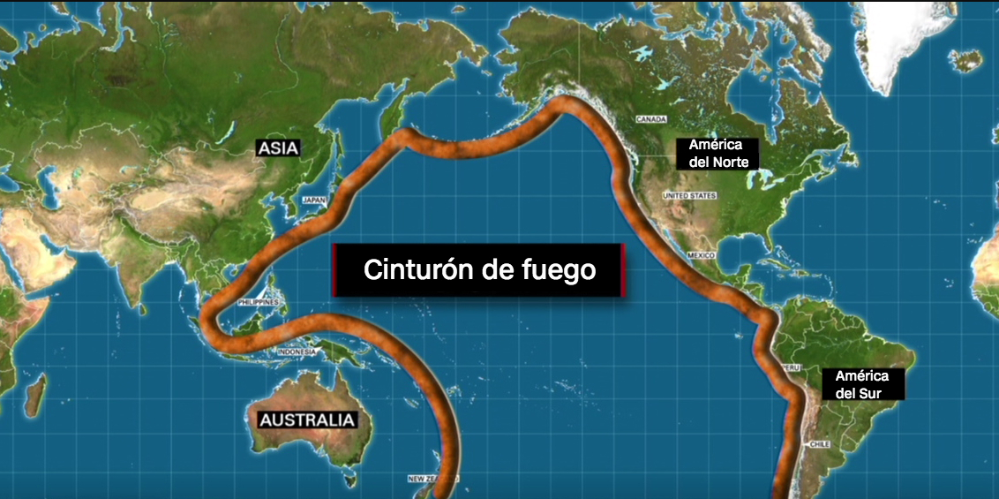 CANADA
ASIA
América
del Norte
UNITED STATES
JAPAN
MEXICO
Cinturón de fuego
PHILIPPINES
INDONESIA
PERU
América
del Sur
AUSTRALIA
CHILE
NEW ZEA